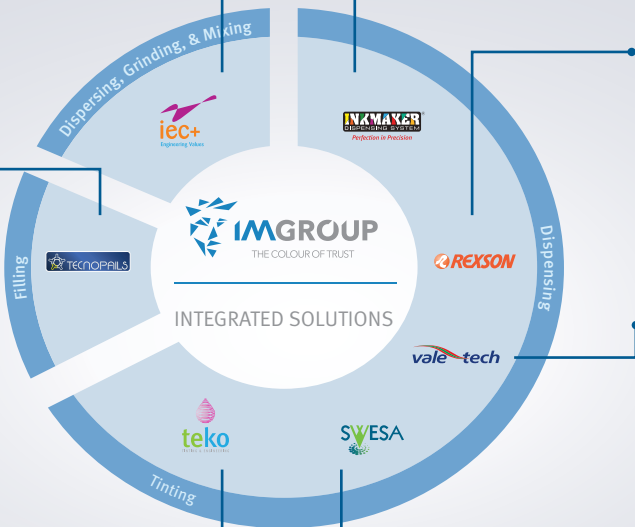 Dispersing, Grinding, & Mixing
iec+
Engineering Values
INKMAKER®
DISPENSING SYSTEM
Perfection in Precision
IMGROUP
THE COLOUR OF TRUST
INTEGRATED SOLUTIONS
Filling
TECNOPAILS
REXSON
Dispensing
vale tech
teko
SWESA
Tinting